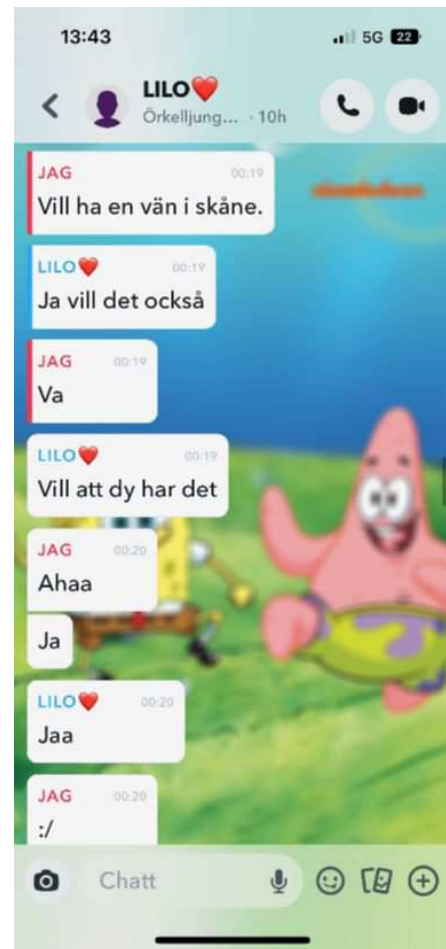 13:43
5G 22
LILO❤️
Örkelljung... · 10h
JAG 00:19
Vill ha en vän i skåne.
LILO❤️ 00:19
Ja vill det också
JAG 00:19
Va
LILO❤️ 00:19
Vill att dy har det
JAG 00:20
Ahaa
Ja
LILO❤️ 00:20
Jaa
JAG 00:20
:/
Chatt